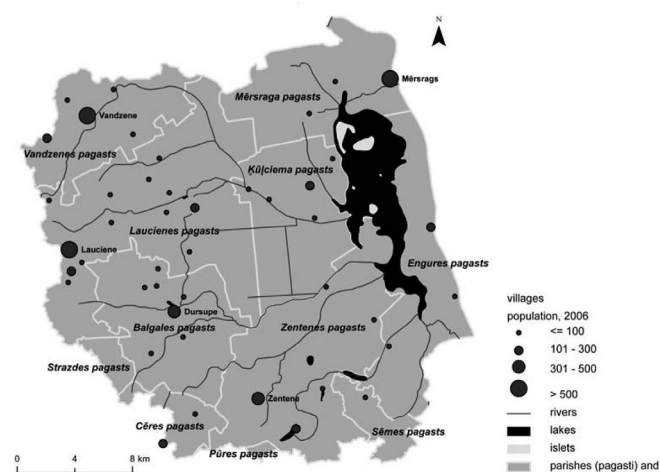 N
Mērsrags
Mērsraga pagasts
Vandzene
Vandzenes pagasts
Ķūļciema pagasts
Laucienes pagasts
Lauciene
Engures pagasts
Dursupe
Balgales pagasts
Zentenes pagasts
Strazdes pagasts
Zentene
Cēres pagasts
Sēmes pagasts
Pūres pagasts
0 4 8 km
villages
population, 2006
<= 100
101 - 300
301 - 500
> 500
rivers
lakes
islets
parishes (pagasti) and